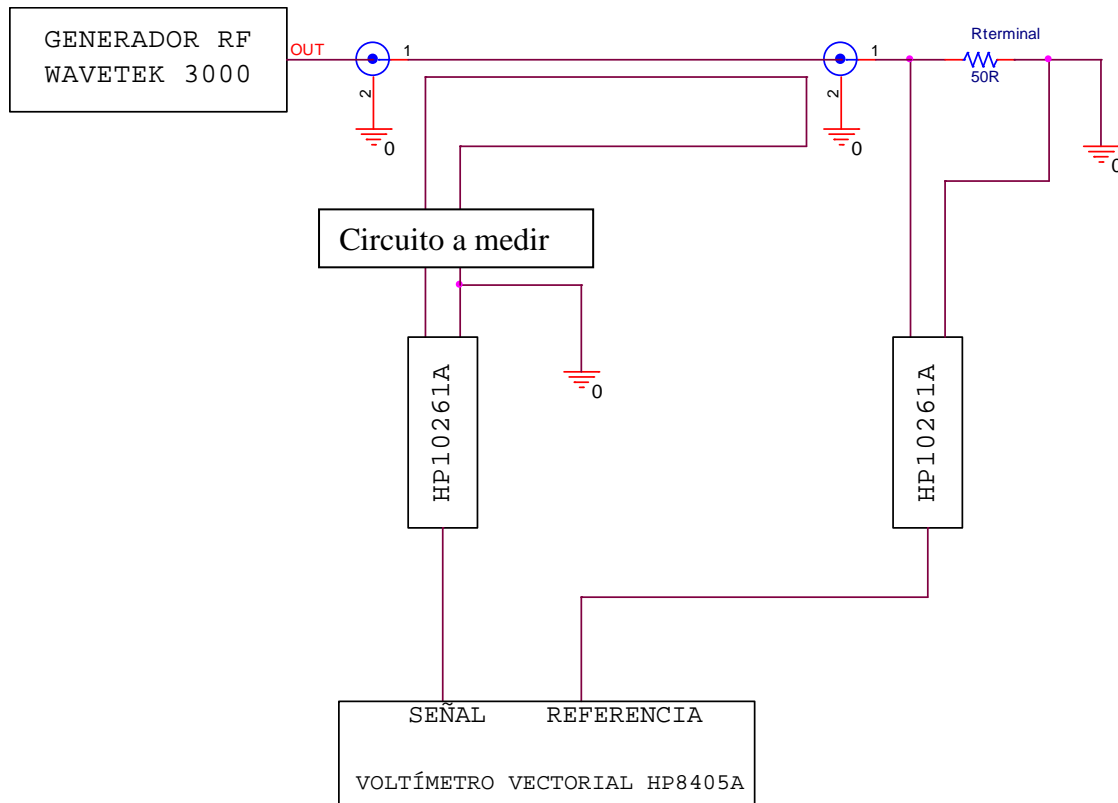 GENERADOR RF
WAVETEK 3000
OUT
1
2
0
1
2
0
Rterminal
50R
0
Circuito a medir
0
HP10261A
HP10261A
SEÑAL REFERENCIA
VOLTÍMETRO VECTORIAL HP8405A